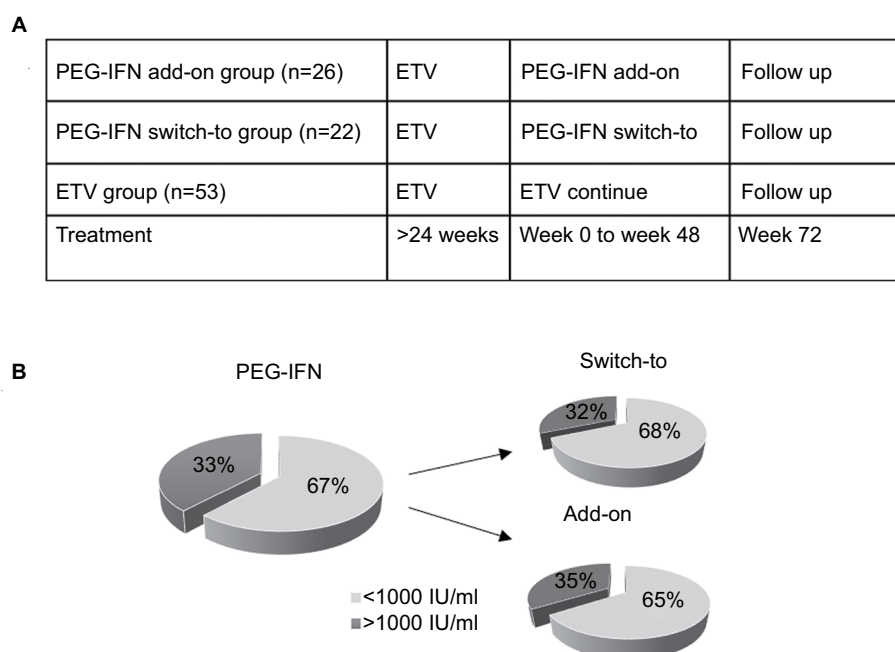 A
PEG-IFN add-on group (n=26) ETV PEG-IFN add-on Follow up
PEG-IFN switch-to group (n=22) ETV PEG-IFN switch-to Follow up
ETV group (n=53) ETV ETV continue Follow up
Treatment >24 weeks Week 0 to week 48 Week 72
B
PEG-IFN
33%
67%
Switch-to
32%
68%
Add-on
35%
65%
<1000 IU/ml
>1000 IU/ml